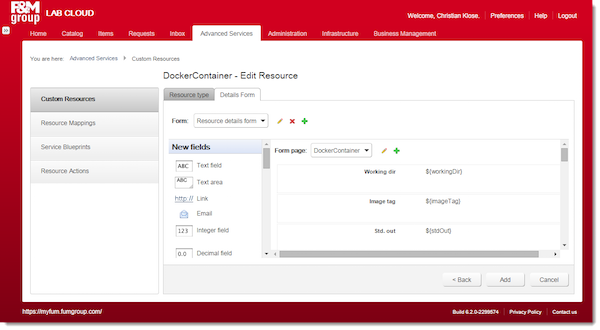 F&M group LAB CLOUD
Welcome, Christian Klose. Preferences Help Logout
Home Catalog Items Requests Inbox Advanced Services Administration Infrastructure Business Management
You are here: Advanced Services Custom Resources
DockerContainer - Edit Resource
Custom Resources
Resource Mappings
Service Blueprints
Resource Actions
Resource type Details Form
Form: Resource details form
New fields
ABC Text field
ABC Text area
http:// Link
Email
123 Integer field
0.0 Decimal field
Form page: DockerContainer
Working dir ${workingDir}
Image tag ${imageTag}
Std. out ${stdOut}
< Back Add Cancel
https://myfum.fumgroup.com/
Build 6.2.0-2299574 Privacy Policy Contact us